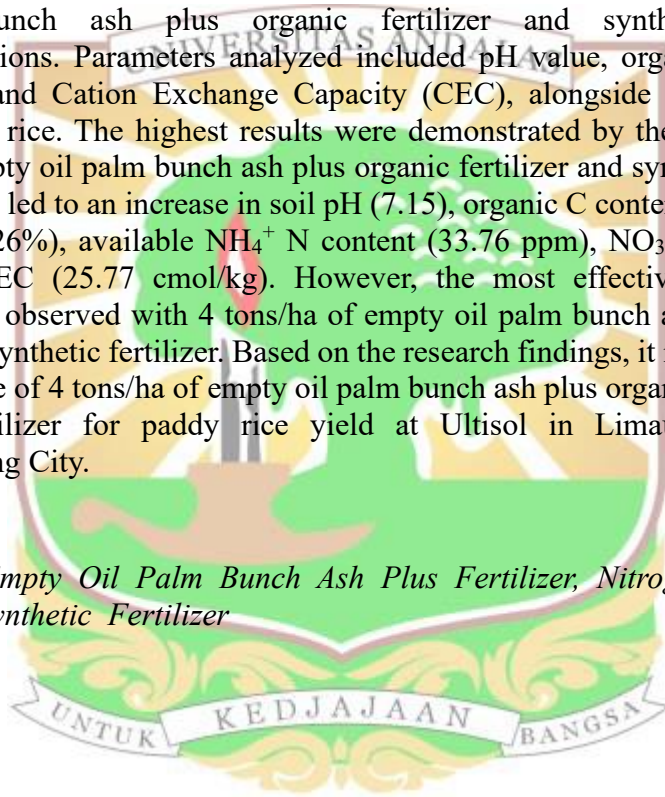 unch ash plus organic fertilizer and synth
ions. Parameters analyzed included pH value, orga
and Cation Exchange Capacity (CEC), alongside
rice. The highest results were demonstrated by the
pty oil palm bunch ash plus organic fertilizer and syn
led to an increase in soil pH (7.15), organic C conte
26%), available NH₄⁺ N content (33.76 ppm), NO₃
EC (25.77 cmol/kg). However, the most effectiv
observed with 4 tons/ha of empty oil palm bunch a
synthetic fertilizer. Based on the research findings, it i
e of 4 tons/ha of empty oil palm bunch ash plus organ
ilizer for paddy rice yield at Ultisol in Limau
ng City.
Empty Oil Palm Bunch Ash Plus Fertilizer, Nitrog
ynthetic Fertilizer
UNIVERSITAS ANDALAS
UNTUK KEDJAJAAN BANGSA